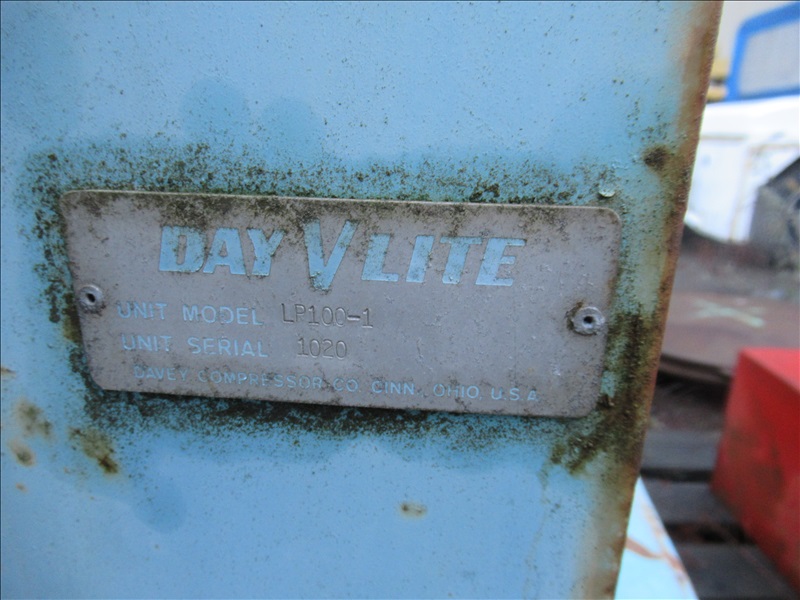 DAY V LITE
UNIT MODEL LP100-1
UNIT SERIAL 1020
DAVEY COMPRESSOR CO. CINN. OHIO, U.S.A.